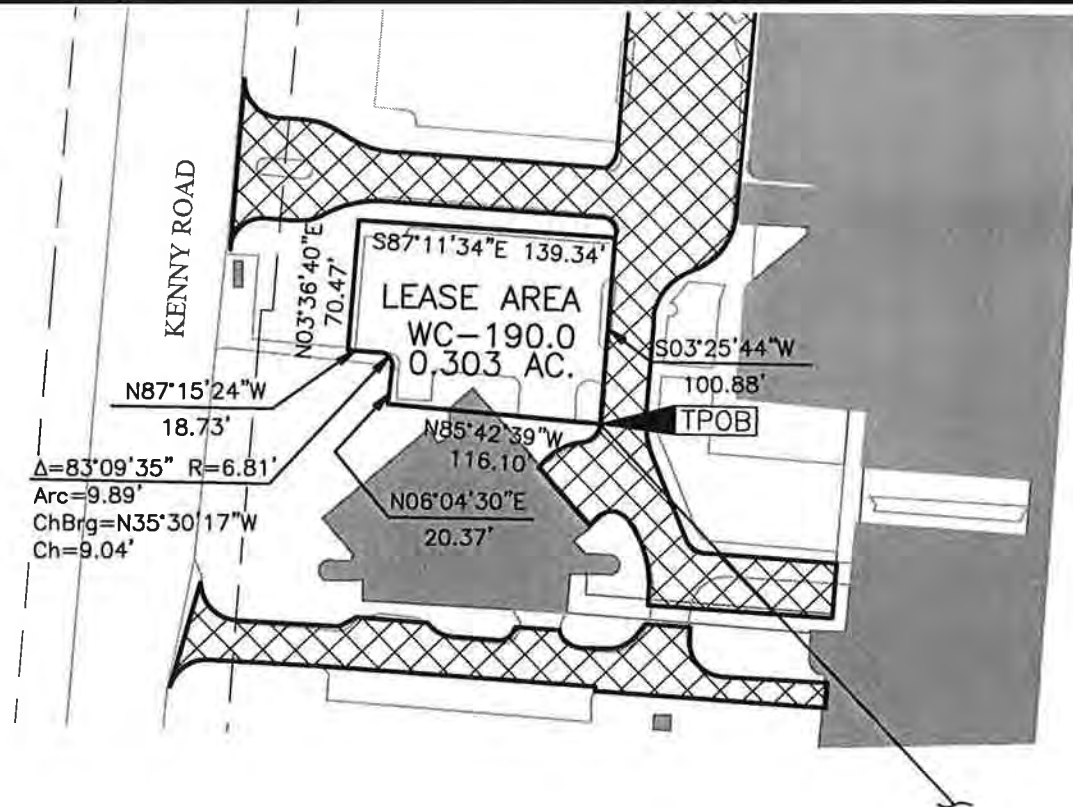 KENNY ROAD
N03°36'40"E
70.47'
S87°11'34"E 139.34'
LEASE AREA
WC-190.0
0.303 AC.
S03°25'44"W
100.88'
TPOB
N87°15'24"W
18.73'
N85°42'39"W
116.10'
Δ=83°09'35" R=6.81'
Arc=9.89'
ChBrg=N35°30'17"W
Ch=9.04'
N06°04'30"E
20.37'